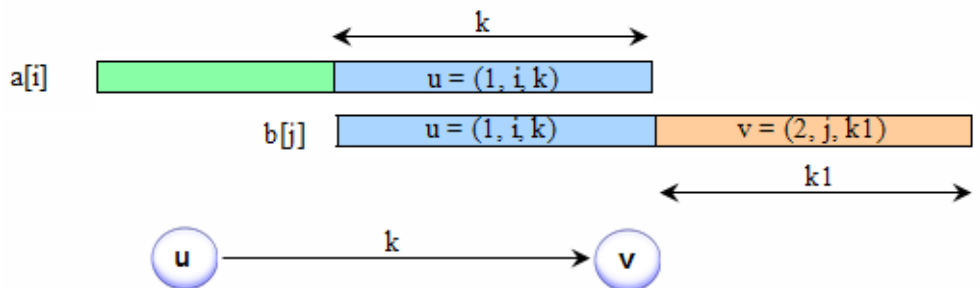 k
a[i] u = (1, i, k)
b[j] u = (1, i, k) v = (2, j, k1)
k1
k
u v